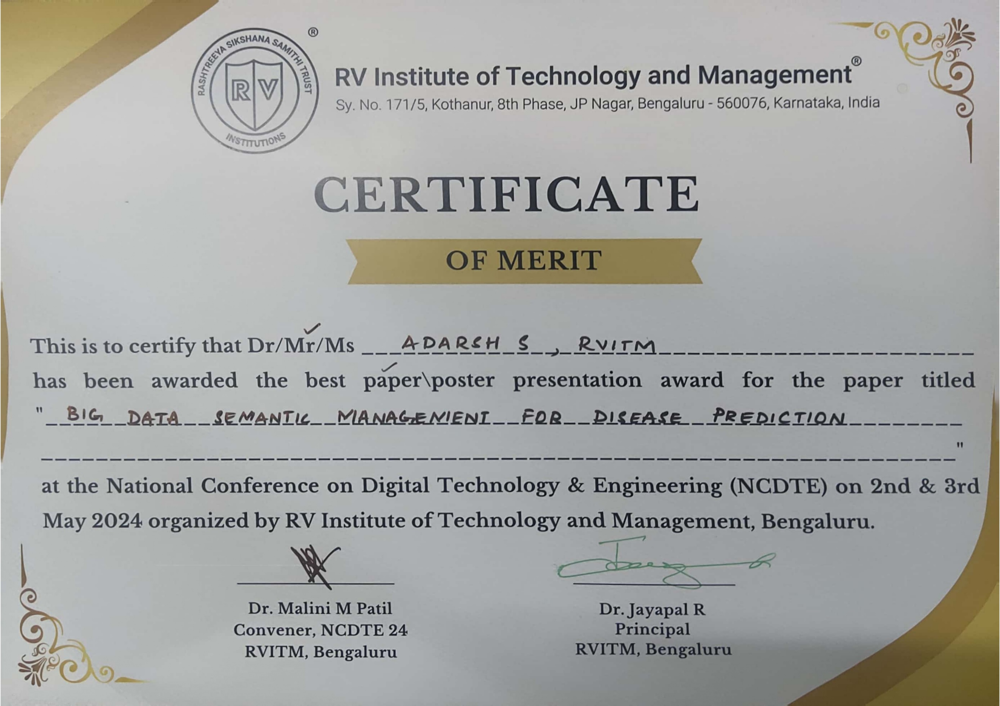 RASHTREEYA SIKSHANA SAMITHI TRUST
INSTITUTIONS
RV
®
RV Institute of Technology and Management®
Sy. No. 171/5, Kothanur, 8th Phase, JP Nagar, Bengaluru - 560076, Karnataka, India
CERTIFICATE
OF MERIT
This is to certify that Dr/Mr/Ms ADARSH S, RVITM
has been awarded the best paper\poster presentation award for the paper titled
" BIG DATA SEMANTIC MANAGEMENT FOR DISEASE PREDICTION
"
at the National Conference on Digital Technology & Engineering (NCDTE) on 2nd & 3rd
May 2024 organized by RV Institute of Technology and Management, Bengaluru.
Dr. Malini M Patil
Convener, NCDTE 24
RVITM, Bengaluru
Dr. Jayapal R
Principal
RVITM, Bengaluru